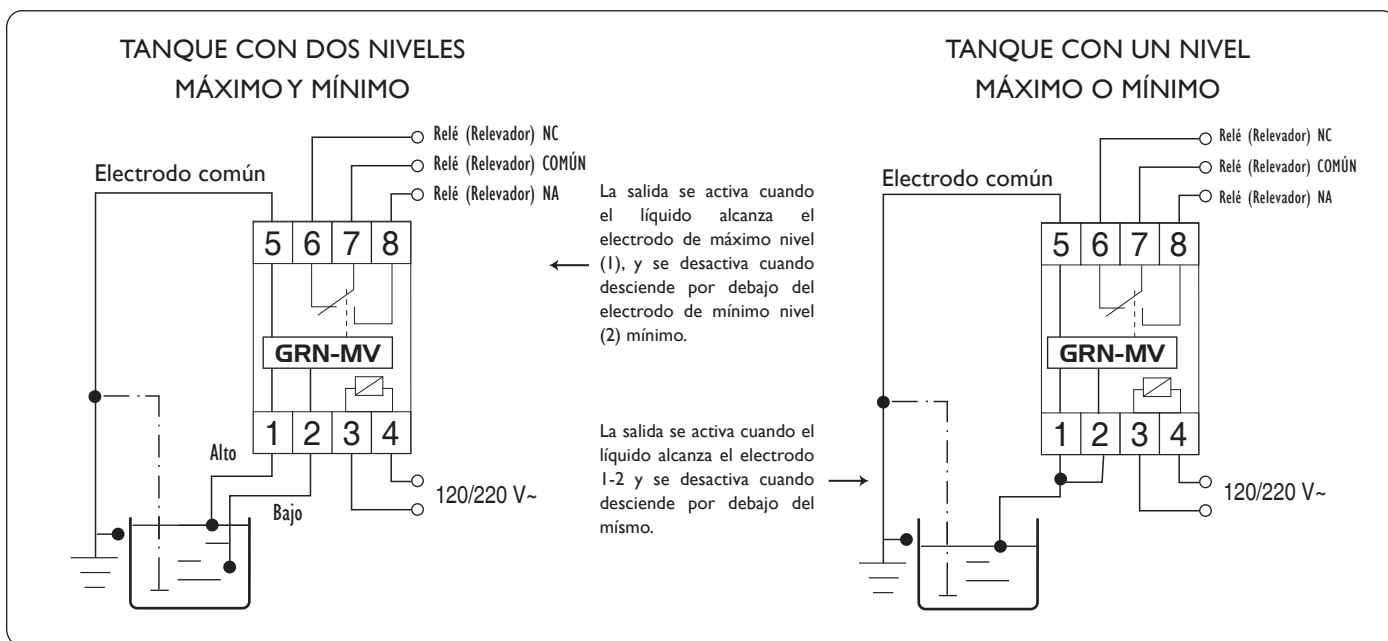 TANQUE CON DOS NIVELES
MÁXIMO Y MÍNIMO
Relé (Relevador) NC
Relé (Relevador) COMÚN
Relé (Relevador) NA
Electrodo común
5 6 7 8
GRN-MV
1 2 3 4
Alto
Bajo
120/220 V~
La salida se activa cuando
el líquido alcanza el
electrodo de máximo nivel
(1), y se desactiva cuando
desciende por debajo del
electrodo de mínimo nivel
(2) mínimo.
La salida se activa cuando el
líquido alcanza el electrodo
1-2 y se desactiva cuando
desciende por debajo del
mísmo.
TANQUE CON UN NIVEL
MÁXIMO O MÍNIMO
Relé (Relevador) NC
Relé (Relevador) COMÚN
Relé (Relevador) NA
Electrodo común
5 6 7 8
GRN-MV
1 2 3 4
120/220 V~